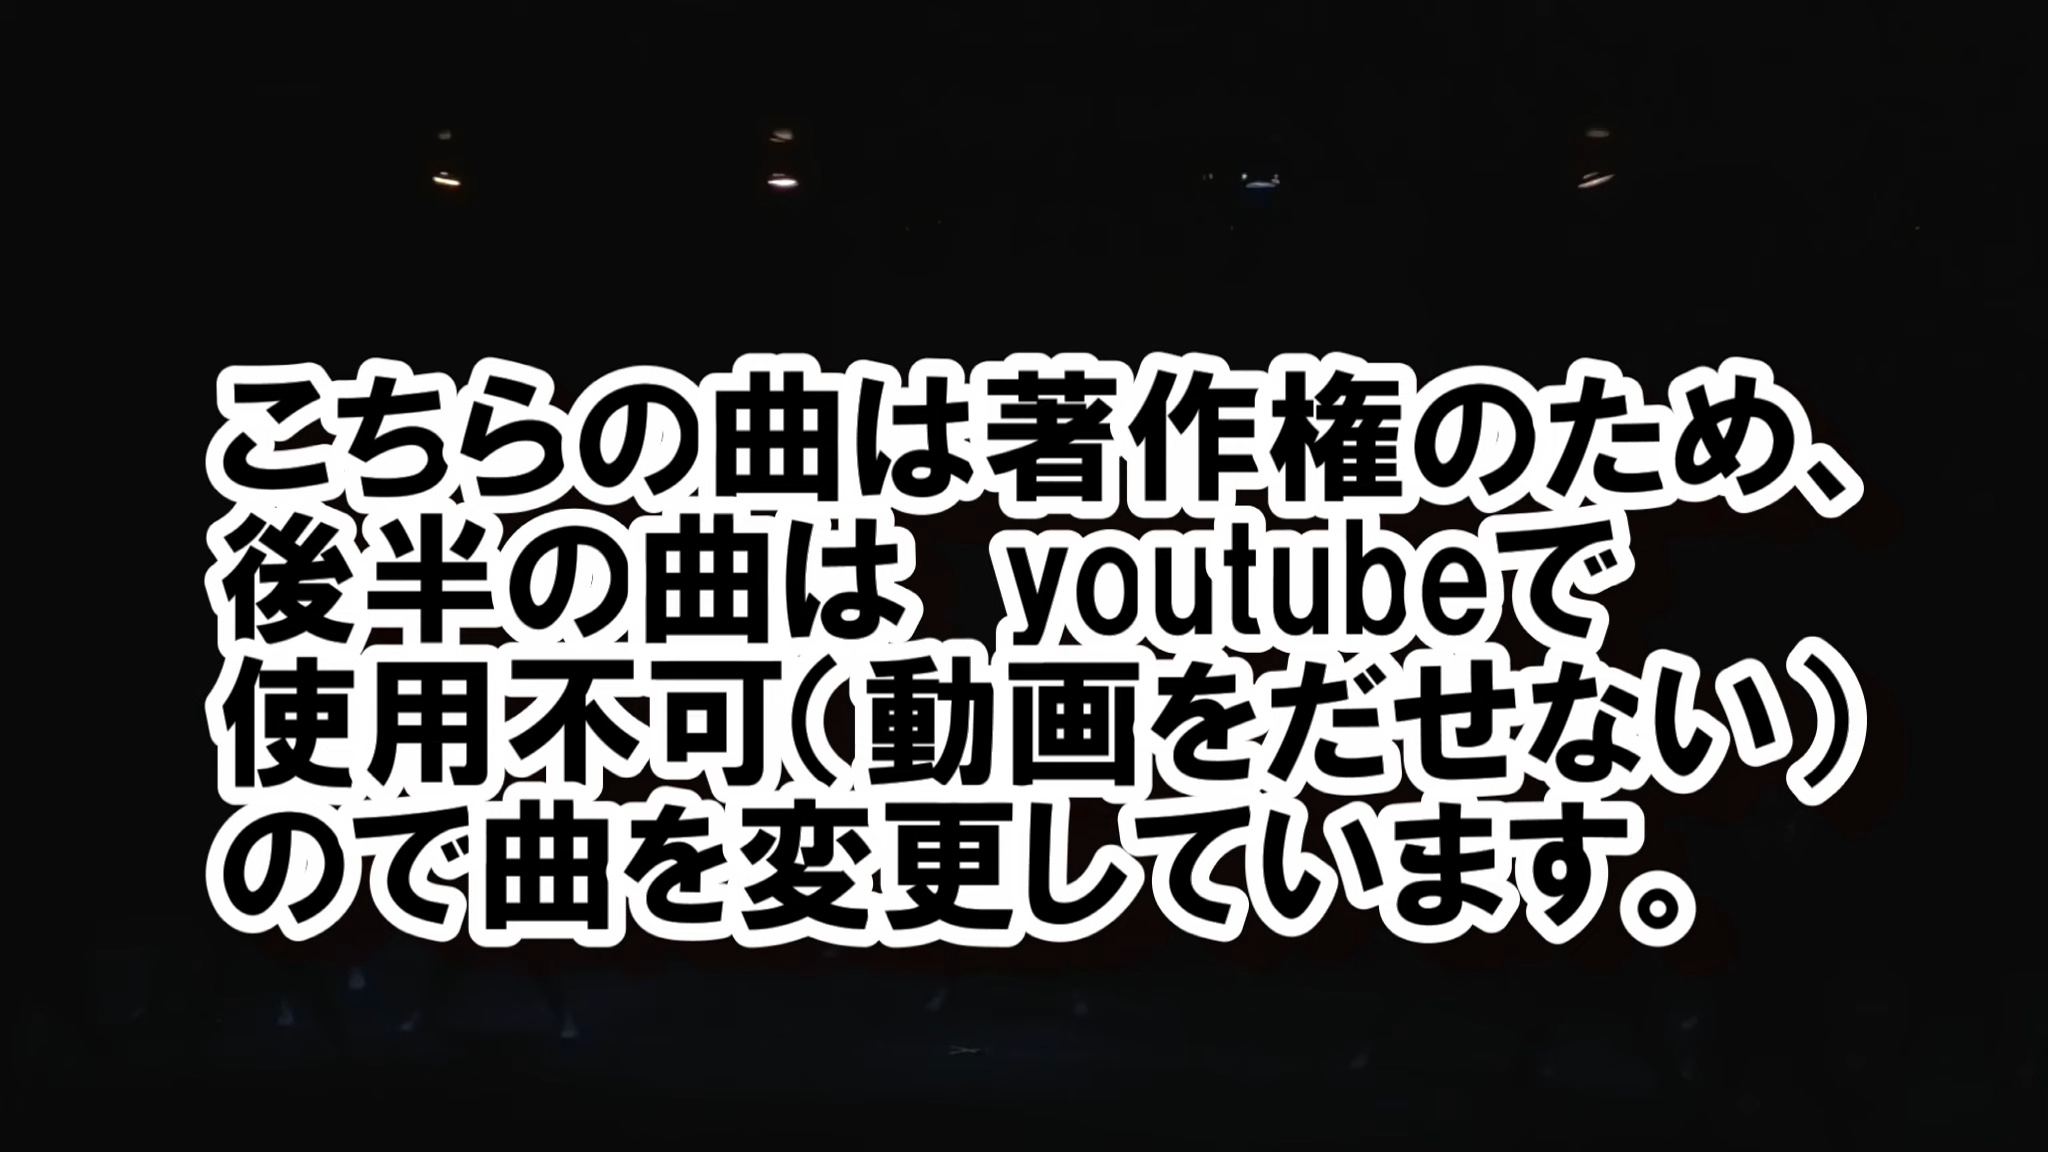 こちらの曲は著作権のため、
後半の曲は youtubeで
使用不可(動画をだせない)
ので曲を変更しています。